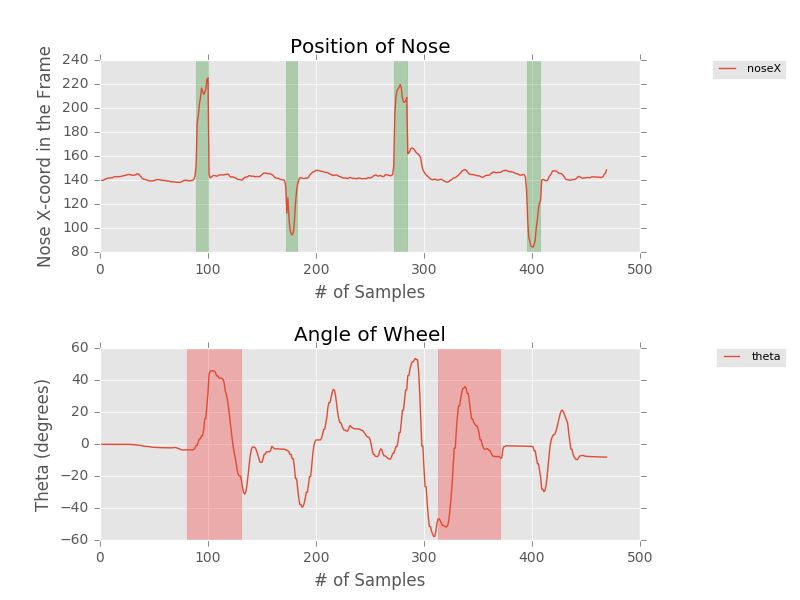 Position of Nose
Nose X-coord in the Frame
240
220
200
180
160
140
120
100
80
0 100 200 300 400 500
# of Samples
noseX
Angle of Wheel
Theta (degrees)
60
40
20
0
−20
−40
−60
0 100 200 300 400 500
# of Samples
theta